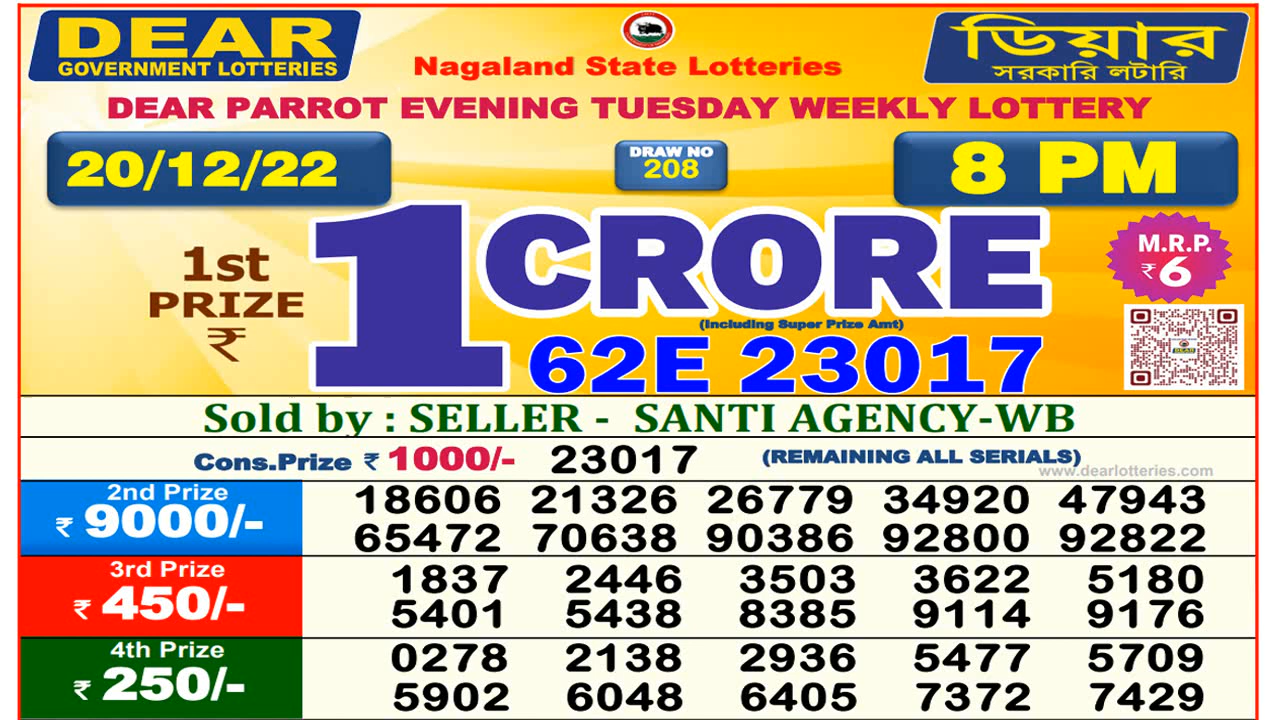 DEAR
GOVERNMENT LOTTERIES
Nagaland State Lotteries
ডিয়ার
সরকারি লটারি
DEAR PARROT EVENING TUESDAY WEEKLY LOTTERY
20/12/22
DRAW NO
208
8 PM
1st
PRIZE
₹
1 CRORE
(Including Super Prize Amt)
62E 23017
M.R.P.
₹ 6
DEAR
Sold by : SELLER - SANTI AGENCY-WB
Cons.Prize ₹ 1000/- 23017 (REMAINING ALL SERIALS)
www.dearlotteries.com
2nd Prize
₹ 9000/-
18606 21326 26779 34920 47943
65472 70638 90386 92800 92822
3rd Prize
₹ 450/-
1837 2446 3503 3622 5180
5401 5438 8385 9114 9176
4th Prize
₹ 250/-
0278 2138 2936 5477 5709
5902 6048 6405 7372 7429